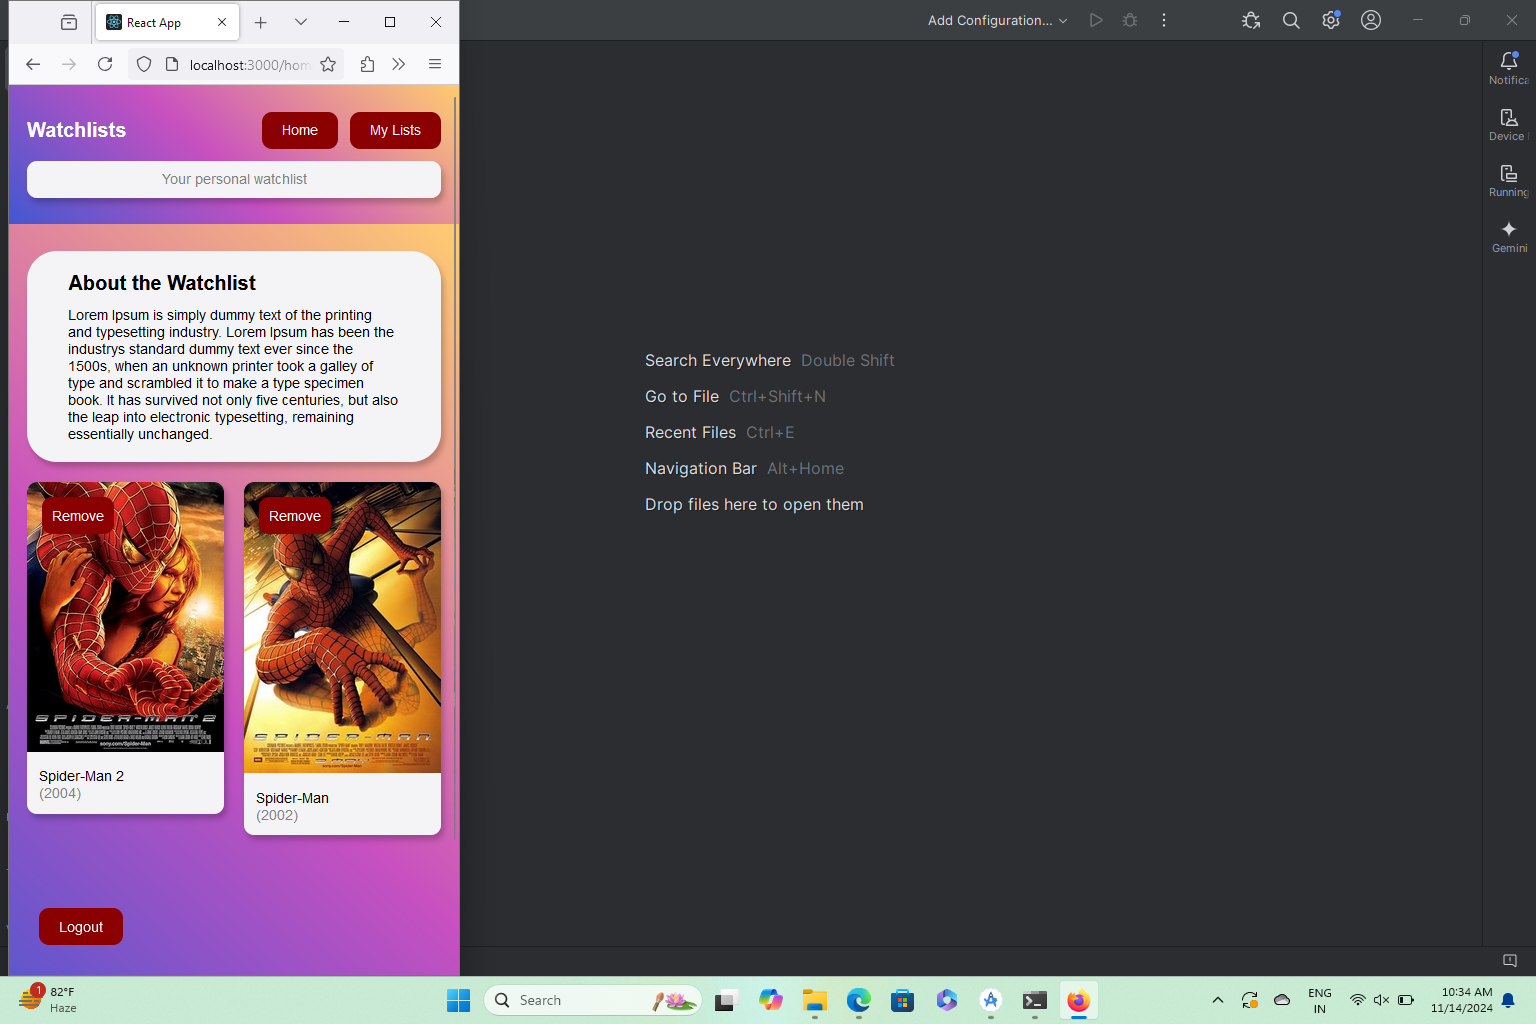 React App
Add Configuration...
localhost:3000/hom
Notifica
Device
Running
Gemini
Watchlists
Home
My Lists
Your personal watchlist
About the Watchlist
Lorem Ipsum is simply dummy text of the printing
and typesetting industry. Lorem Ipsum has been the
industrys standard dummy text ever since the
1500s, when an unknown printer took a galley of
type and scrambled it to make a type specimen
book. It has survived not only five centuries, but also
the leap into electronic typesetting, remaining
essentially unchanged.
Search Everywhere Double Shift
Go to File Ctrl+Shift+N
Recent Files Ctrl+E
Navigation Bar Alt+Home
Drop files here to open them
Remove
SPIDER-MAN 2
sony.com/Spider-Man
Spider-Man 2
(2004)
Remove
SPIDER-MAN
Spider-Man
(2002)
Logout
1
82°F
Haze
Search
ENG
IN
10:34 AM
11/14/2024